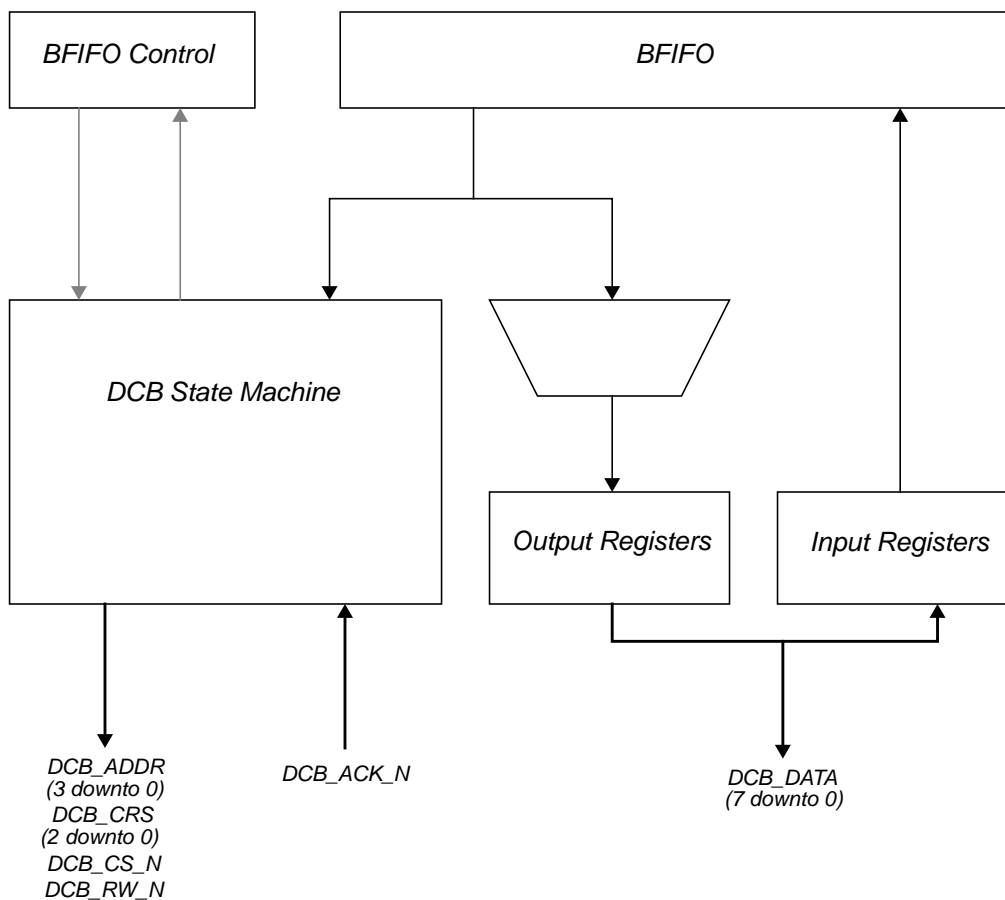 BFIFO Control
BFIFO
DCB State Machine
Output Registers
Input Registers
DCB_ADDR
(3 downto 0)
DCB_CRS
(2 downto 0)
DCB_CS_N
DCB_RW_N
DCB_ACK_N
DCB_DATA
(7 downto 0)